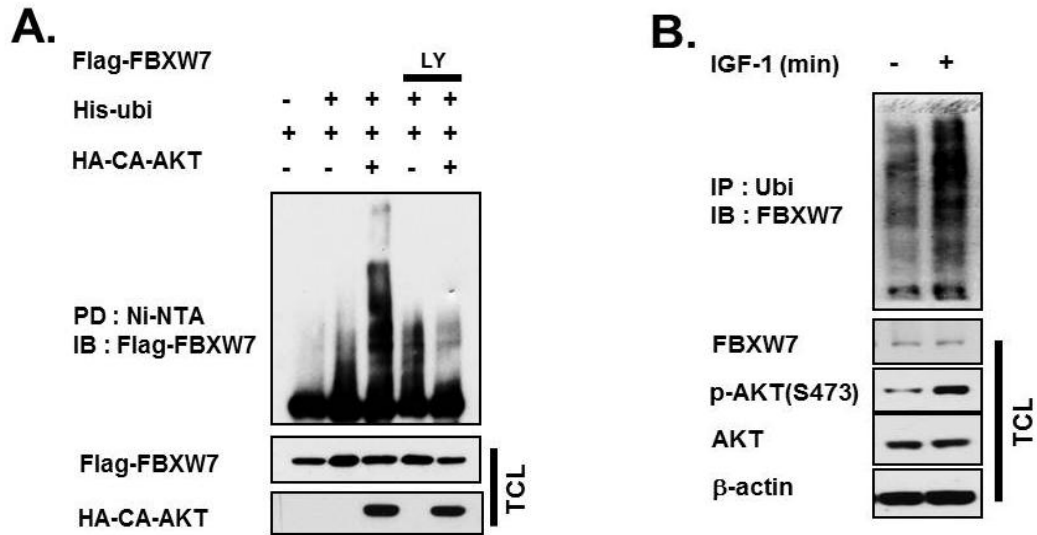 A.
Flag-FBXW7
LY
- + + + +
His-ubi
+ + + + +
HA-CA-AKT
- - + - +
PD : Ni-NTA
IB : Flag-FBXW7
Flag-FBXW7
HA-CA-AKT
TCL
B.
IGF-1 (min) - +
IP : Ubi
IB : FBXW7
FBXW7
p-AKT(S473)
AKT
β-actin
TCL